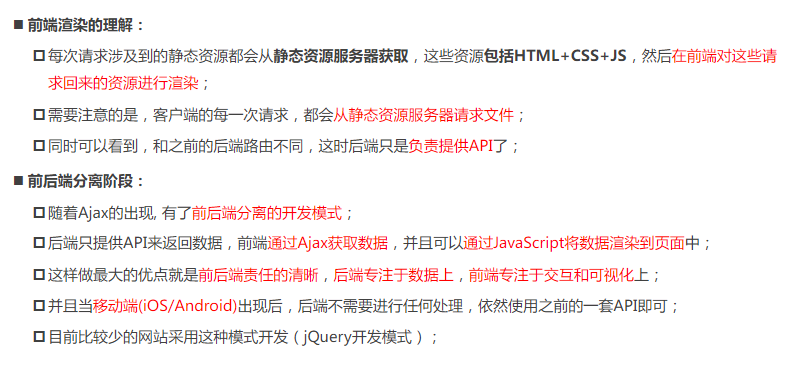 前端渲染的理解：
每次请求涉及到的静态资源都会从静态资源服务器获取，这些资源包括HTML+CSS+JS，然后在前端对这些请
求回来的资源进行渲染；
需要注意的是，客户端的每一次请求，都会从静态资源服务器请求文件；
同时可以看到，和之前的后端路由不同，这时后端只是负责提供API了；
前后端分离阶段：
随着Ajax的出现, 有了前后端分离的开发模式；
后端只提供API来返回数据，前端通过Ajax获取数据，并且可以通过JavaScript将数据渲染到页面中；
这样做最大的优点就是前后端责任的清晰，后端专注于数据上，前端专注于交互和可视化上；
并且当移动端(iOS/Android)出现后，后端不需要进行任何处理，依然使用之前的一套API即可；
目前比较少的网站采用这种模式开发（jQuery开发模式）；